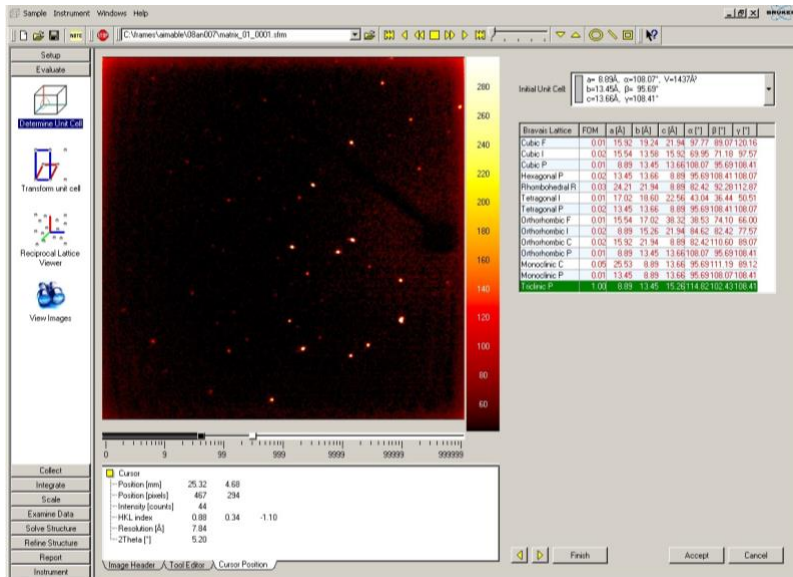 Sample Instrument Windows Help
BRUKER
C:\frames\aimable\08an007\matrix_01_0001.sfrm
NOTE
STOP
Setup
Evaluate
Determine Unit Cell
Transform unit cell
Reciprocal Lattice
Viewer
View Images
Collect
Integrate
Scale
Examine Data
Solve Structure
Refine Structure
Report
Instrument
280
260
240
220
200
180
160
140
120
100
80
60
0 9 99 999 9999 99999 999999
Cursor
Position [mm] 25.32 4.68
Position [pixels] 467 294
Intensity [counts] 44
HKL index 0.88 0.34 -1.10
Resolution [Å] 7.84
2Theta [°] 5.20
Image Header Tool Editor Cursor Position
Initial Unit Cell
a= 8.89Å, α=108.07°, V=1437Å³
b=13.45Å, β= 95.69°
c=13.66Å, γ=108.41°
Bravais Lattice FOM a [Å] b [Å] c [Å] α [°] β [°] γ [°]
Cubic F 0.01 15.92 19.24 21.94 97.77 89.07 120.16
Cubic I 0.02 15.54 13.58 15.92 69.95 71.18 97.57
Cubic P 0.01 8.89 13.45 13.66 108.07 95.69 108.41
Hexagonal P 0.02 13.45 13.66 8.89 95.69 108.41 108.07
Rhombohedral R 0.03 24.21 21.94 8.89 82.42 92.28 112.87
Tetragonal I 0.01 17.02 18.60 22.56 43.04 36.44 50.51
Tetragonal P 0.02 13.45 13.66 8.89 95.69 108.41 108.07
Orthorhombic F 0.01 15.54 17.02 38.32 38.53 74.10 66.00
Orthorhombic I 0.02 8.89 15.26 21.94 84.62 82.42 77.57
Orthorhombic C 0.02 15.92 21.94 8.89 82.42 110.60 89.07
Orthorhombic P 0.01 8.89 13.45 13.66 108.07 95.69 108.41
Monoclinic C 0.05 25.53 8.89 13.66 95.69 111.19 89.12
Monoclinic P 0.01 13.45 8.89 13.66 95.69 108.07 108.41
Triclinic P 1.00 8.89 13.45 15.26 114.82 102.43 108.41
Finish Accept Cancel